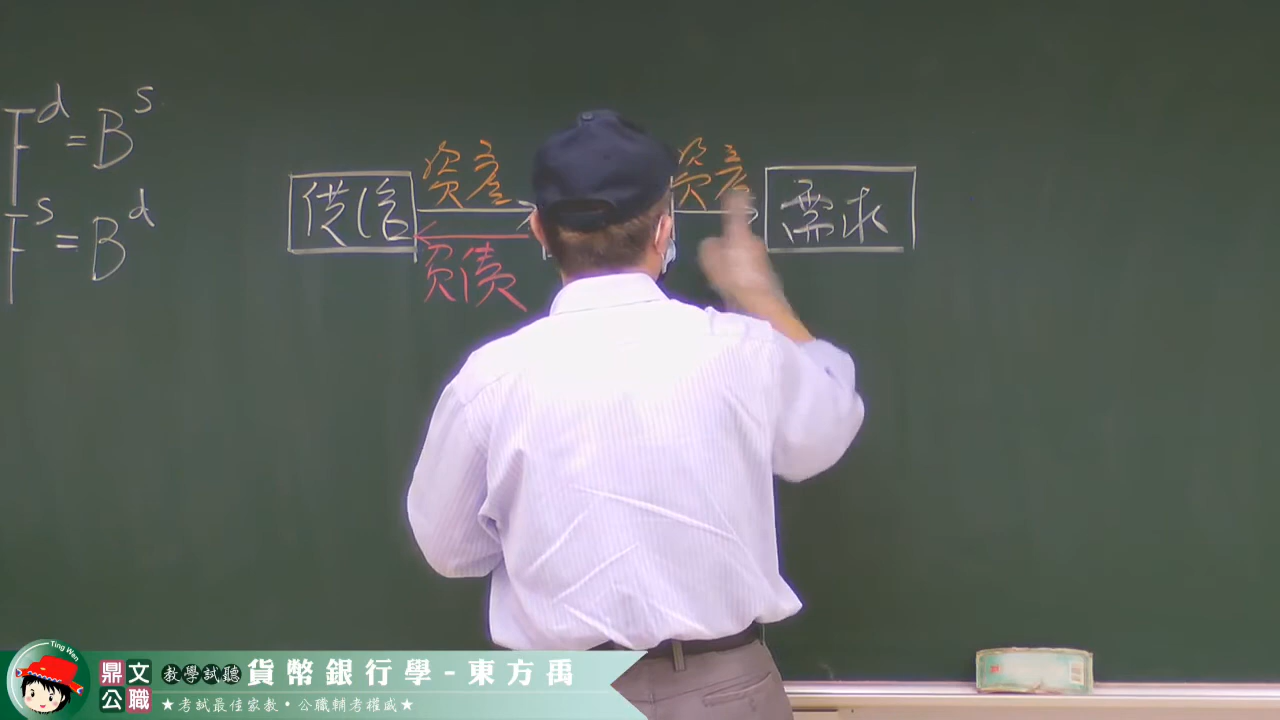 F^d = B^s
F^s = B^d
資產
資產
供給
需求
負債
Ting Wen
鼎文公職
教學試聽 貨幣銀行學-東方禹
★考試最佳家教•公職輔考權威★